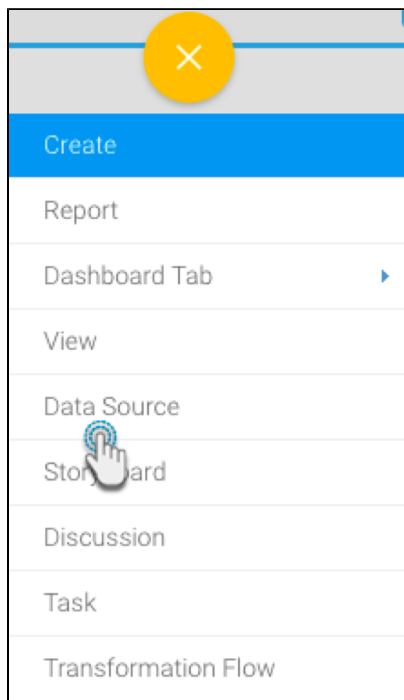 Create
Report
Dashboard Tab
View
Data Source
Discussion
Task
Transformation Flow